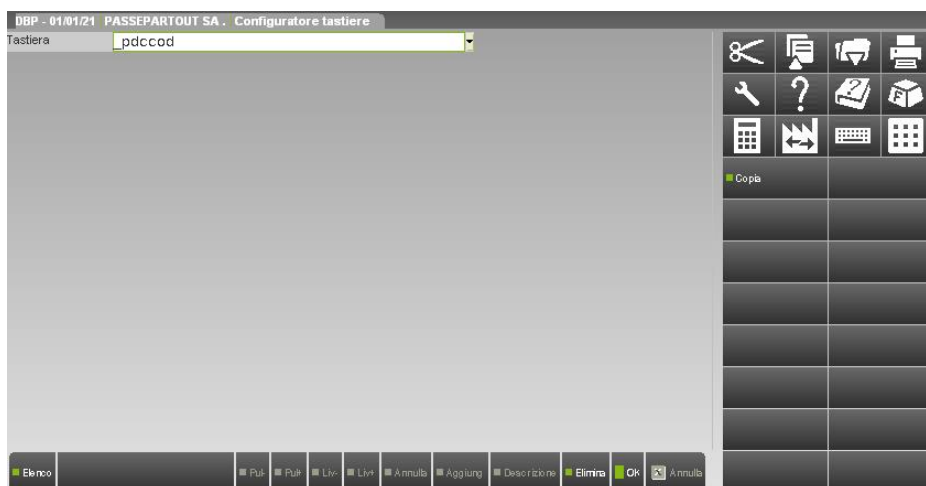 DBP - 01/01/21 PASSEPARTOUT SA . Configuratore tastiere
Tastiera _pdccod
Copia
Elenco Pul- Pul+ Liv- Liv+ Annulla Aggiung Descrizione Elimina Ok Annulla